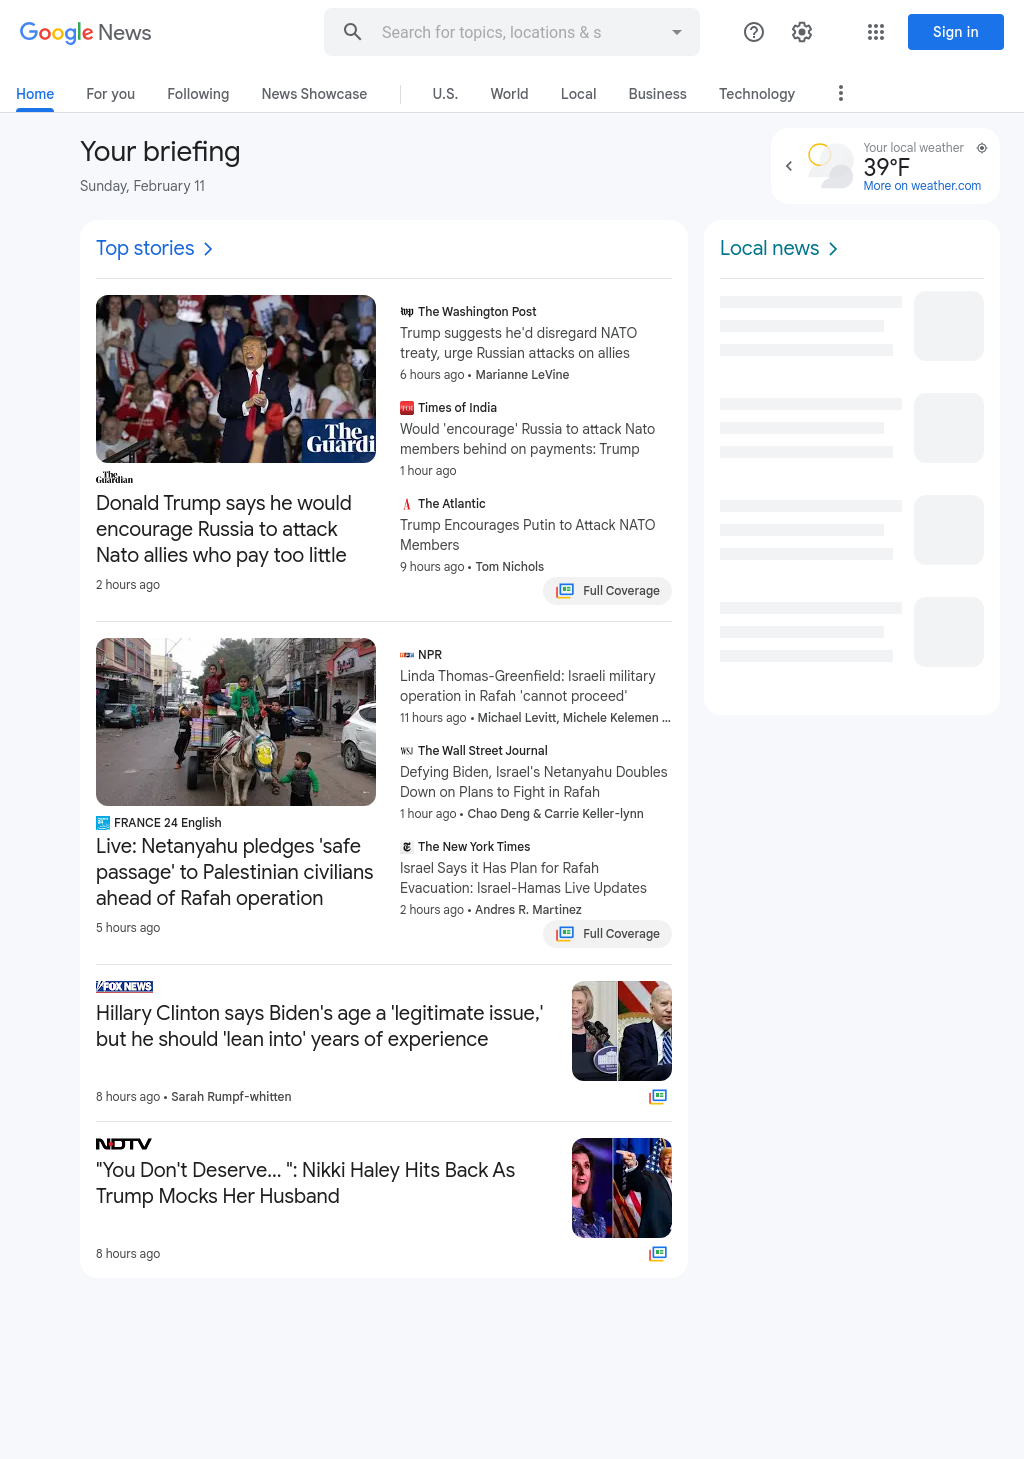 Google News
Search for topics, locations & s
Sign in
Home
For you
Following
News Showcase
U.S.
World
Local
Business
Technology
Your briefing
Sunday, February 11
Your local weather
39°F
More on weather.com
Top stories
TRUMP
The
Guardi
The
Guardian
Donald Trump says he would
encourage Russia to attack
Nato allies who pay too little
2 hours ago
wp The Washington Post
Trump suggests he'd disregard NATO
treaty, urge Russian attacks on allies
6 hours ago • Marianne LeVine
TOI Times of India
Would 'encourage' Russia to attack Nato
members behind on payments: Trump
1 hour ago
A The Atlantic
Trump Encourages Putin to Attack NATO
Members
9 hours ago • Tom Nichols
Full Coverage
FRANCE 24 English
Live: Netanyahu pledges 'safe
passage' to Palestinian civilians
ahead of Rafah operation
5 hours ago
NPR
Linda Thomas-Greenfield: Israeli military
operation in Rafah 'cannot proceed'
11 hours ago • Michael Levitt, Michele Kelemen ...
WSJ The Wall Street Journal
Defying Biden, Israel's Netanyahu Doubles
Down on Plans to Fight in Rafah
1 hour ago • Chao Deng & Carrie Keller-lynn
The New York Times
Israel Says it Has Plan for Rafah
Evacuation: Israel-Hamas Live Updates
2 hours ago • Andres R. Martinez
Full Coverage
FOX NEWS
Hillary Clinton says Biden's age a 'legitimate issue,'
but he should 'lean into' years of experience
8 hours ago • Sarah Rumpf-whitten
NDTV
"You Don't Deserve... ": Nikki Haley Hits Back As
Trump Mocks Her Husband
8 hours ago
Local news